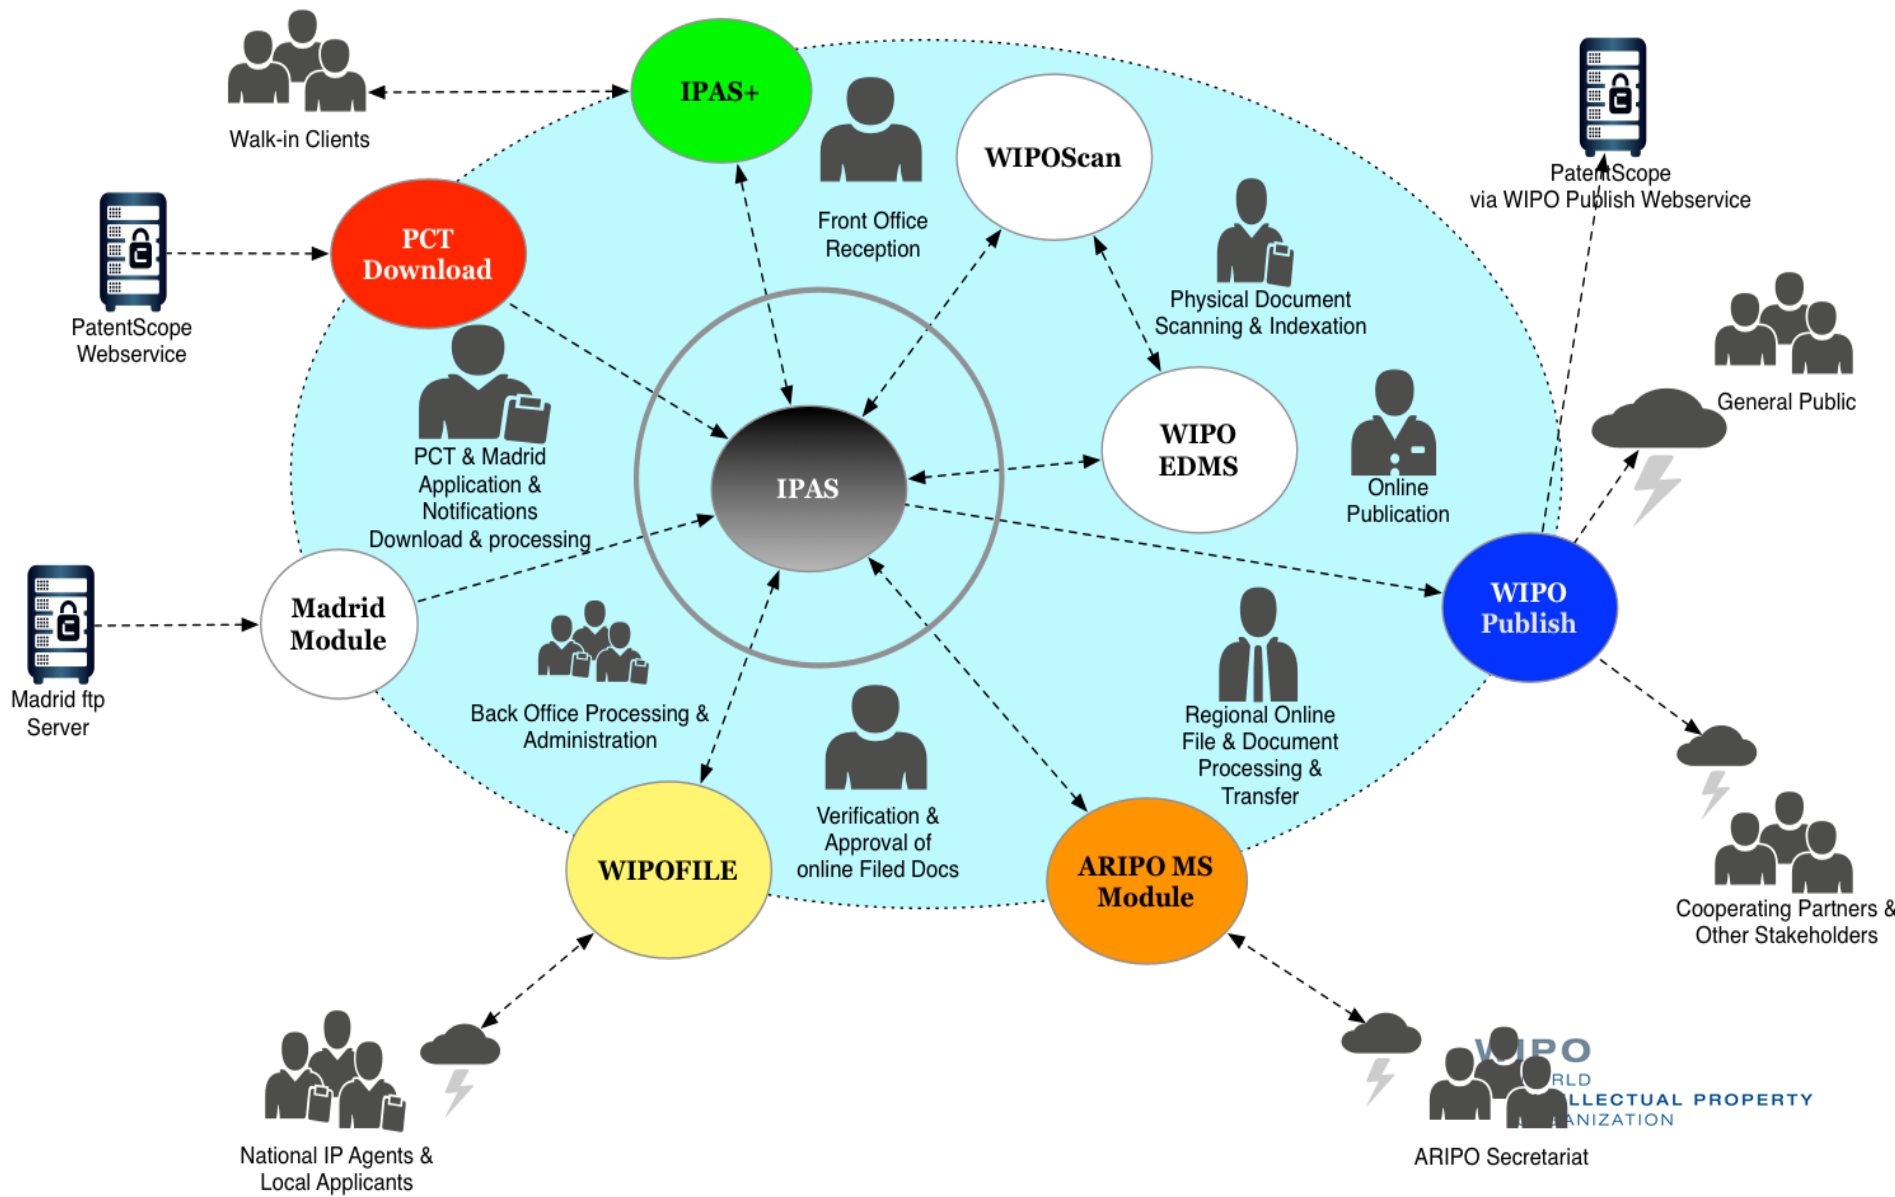 IPAS+
Walk-in Clients
WIPOScan
PatentScope
via WIPO Publish Webservice
Front Office
Reception
PCT
Download
PatentScope
Webservice
Physical Document
Scanning & Indexation
General Public
PCT & Madrid
Application &
Notifications
Download & processing
IPAS
WIPO
EDMS
Online
Publication
WIPO
Publish
Madrid
Module
Madrid ftp
Server
Back Office Processing &
Administration
Regional Online
File & Document
Processing &
Transfer
Verification &
Approval of
online Filed Docs
WIPOFILE
ARIPO MS
Module
Cooperating Partners &
Other Stakeholders
National IP Agents &
Local Applicants
WIPO
PROPERTY
ARIPO Secretariat